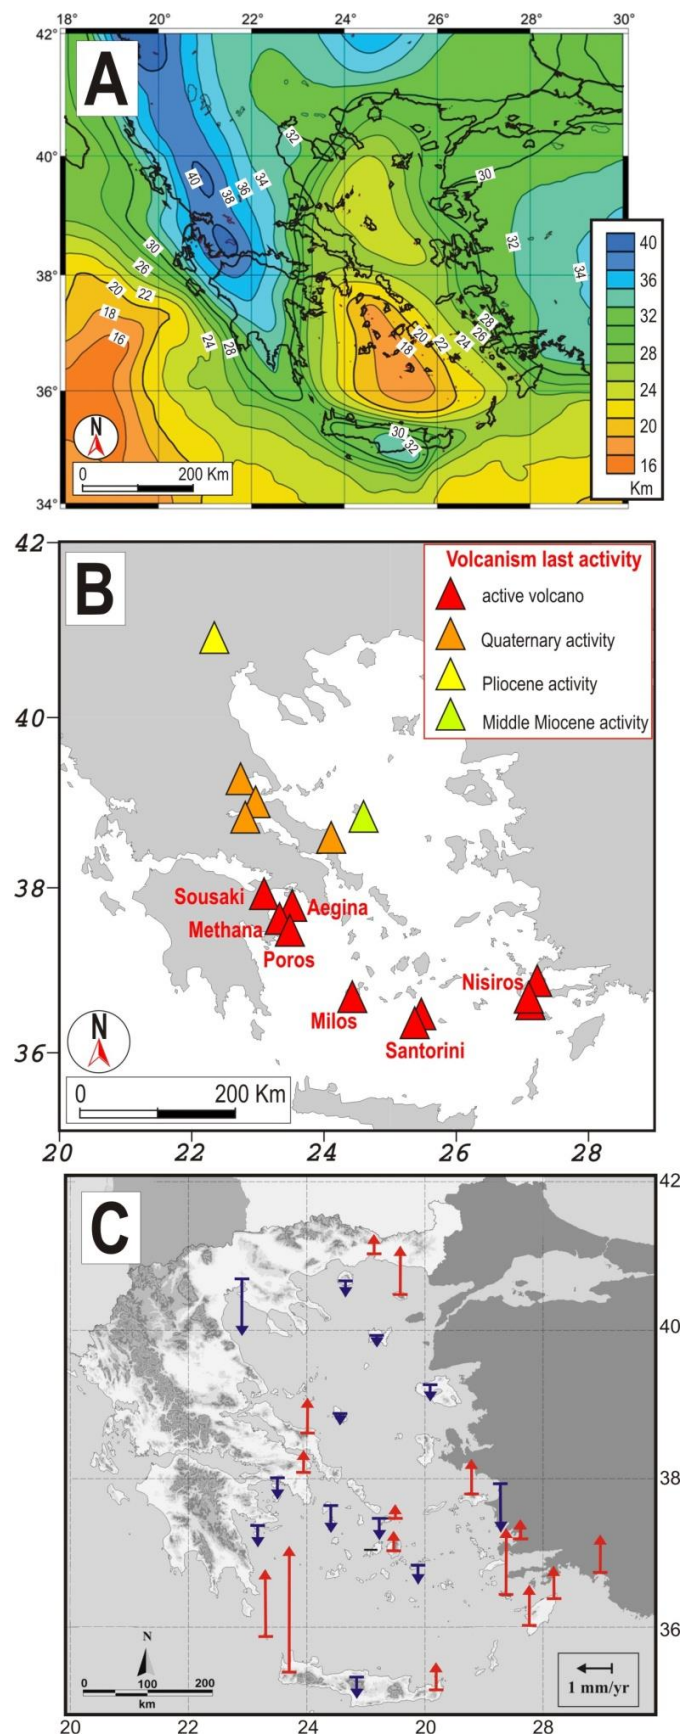 18° 20° 22° 24° 26° 28° 30°
42°
A
32
40°
40
36
34
38
30
32
34
30
26
38°
20
22
18
16
24
28
28
26
24
22
20
18
36°
30
32
N
0 200 Km
34°
40
36
32
28
24
20
16
Km
42
B
Volcanism last activity
active volcano
Quaternary activity
Pliocene activity
Middle Miocene activity
40
38
Sousaki
Aegina
Methana
Poros
Nisiros
Milos
Santorini
N
36
0 200 Km
20 22 24 26 28
C
42
40
38
36
N
0 100 200
km
1 mm/yr
20 22 24 20 28